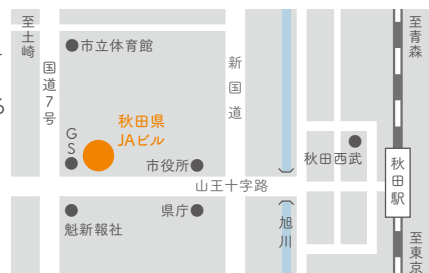 至土崎
国道7号
市立体育館
秋田県
JAビル
GS
市役所
新国道
山王十字路
県庁
魁新報社
旭川
秋田西武
秋田駅
至青森
至東京